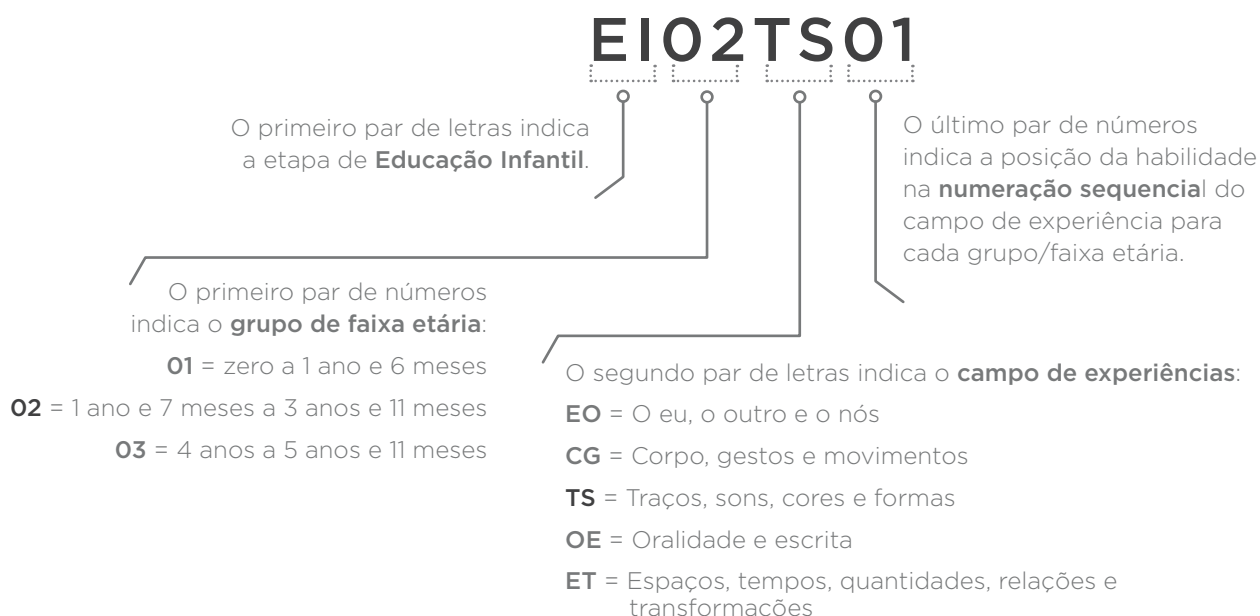 EI02TS01
O primeiro par de letras indica
a etapa de Educação Infantil.
O último par de números
indica a posição da habilidade
na numeração sequencial do
campo de experiência para
cada grupo/faixa etária.
O primeiro par de números
indica o grupo de faixa etária:
01 = zero a 1 ano e 6 meses
02 = 1 ano e 7 meses a 3 anos e 11 meses
03 = 4 anos a 5 anos e 11 meses
O segundo par de letras indica o campo de experiências:
EO = O eu, o outro e o nós
CG = Corpo, gestos e movimentos
TS = Traços, sons, cores e formas
OE = Oralidade e escrita
ET = Espaços, tempos, quantidades, relações e
transformações